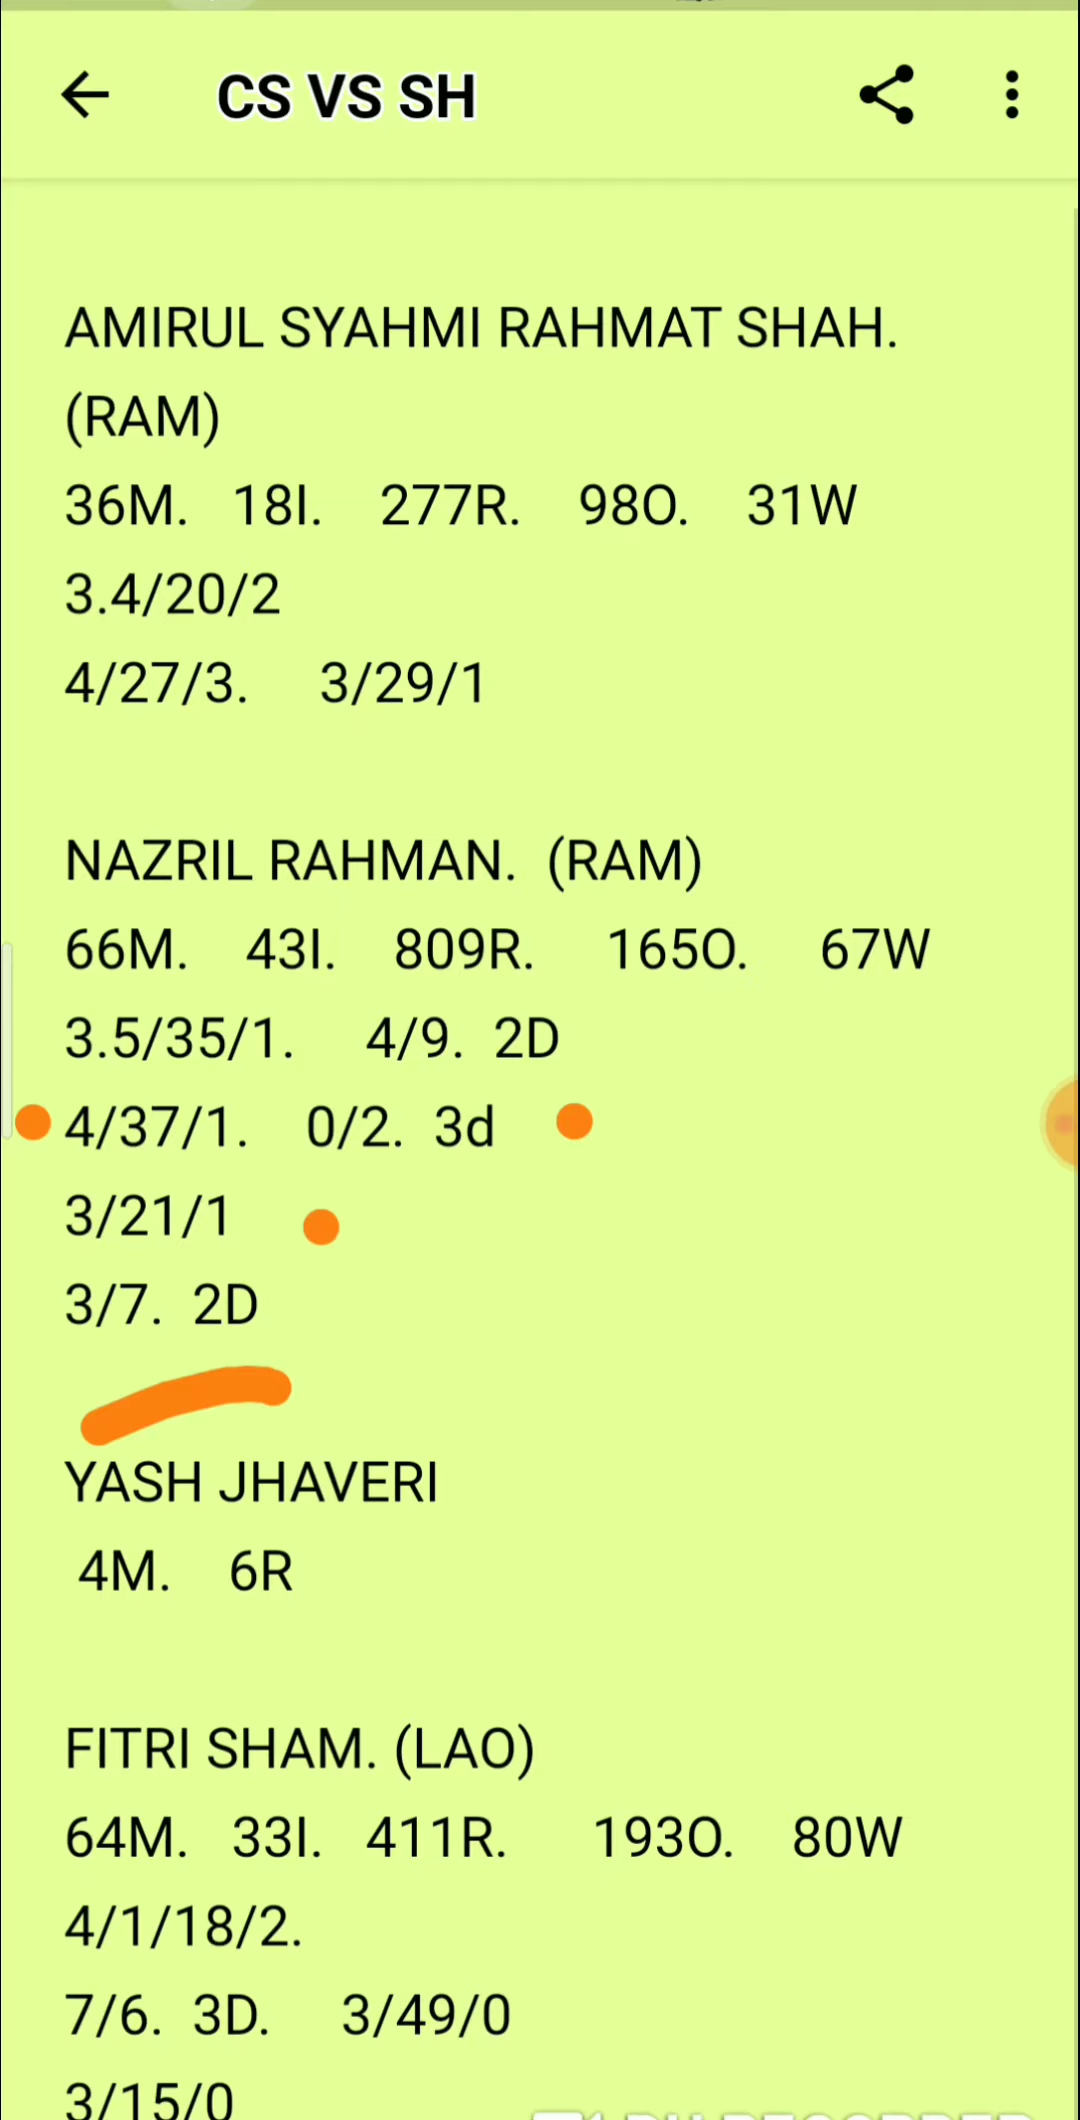 CS VS SH
AMIRUL SYAHMI RAHMAT SHAH.
(RAM)
36M. 18I. 277R. 98O. 31W
3.4/20/2
4/27/3. 3/29/1
NAZRIL RAHMAN. (RAM)
66M. 43I. 809R. 165O. 67W
3.5/35/1. 4/9. 2D
4/37/1. 0/2. 3d
3/21/1
3/7. 2D
YASH JHAVERI
4M. 6R
FITRI SHAM. (LAO)
64M. 33I. 411R. 193O. 80W
4/1/18/2.
7/6. 3D. 3/49/0
3/15/0